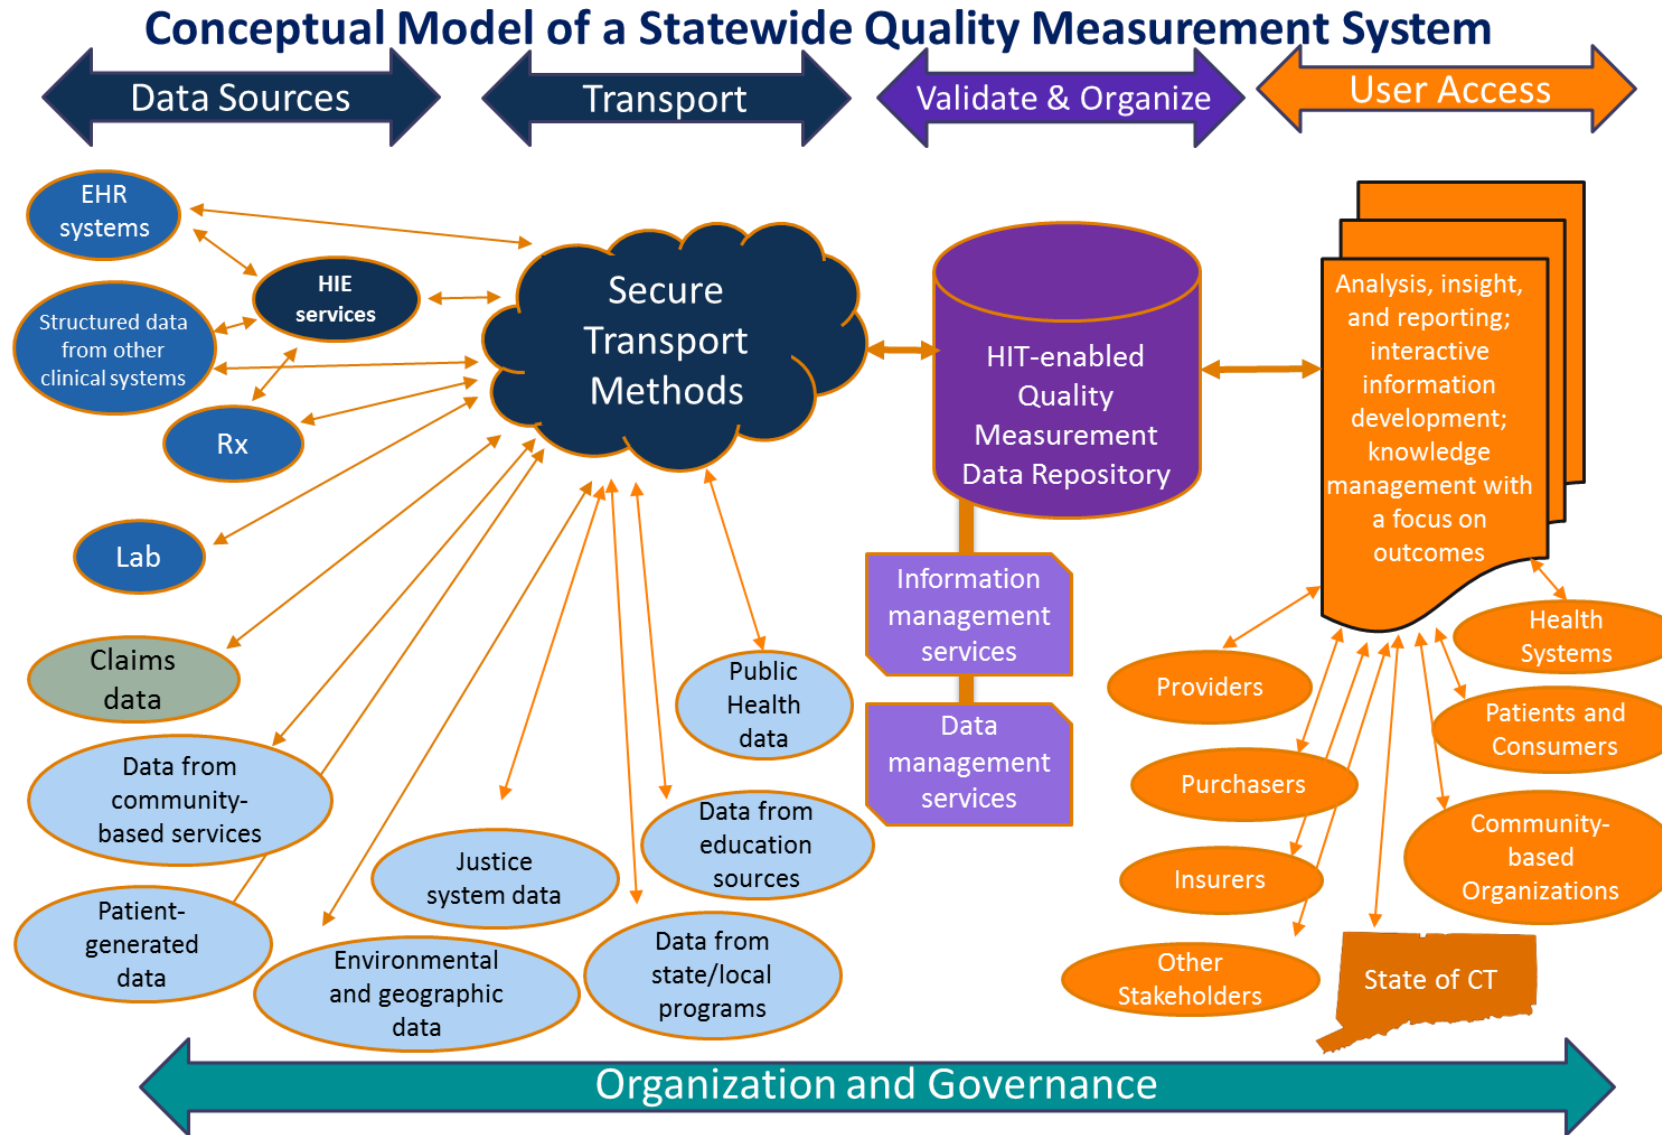 Conceptual Model of a Statewide Quality Measurement System
Data Sources
Transport
Validate & Organize
User Access
EHR
systems
HIE
services
Structured data
from other
clinical systems
Rx
Lab
Claims
data
Data from
community-
based services
Patient-
generated
data
Environmental
and geographic
data
Justice
system data
Data from
state/local
programs
Data from
education
sources
Public
Health
data
Secure
Transport
Methods
HIT-enabled
Quality
Measurement
Data Repository
Information
management
services
Data
management
services
Analysis, insight,
and reporting;
interactive
information
development;
knowledge
management with
a focus on
outcomes
Providers
Purchasers
Insurers
Other
Stakeholders
State of CT
Health
Systems
Patients and
Consumers
Community-
based
Organizations
Organization and Governance